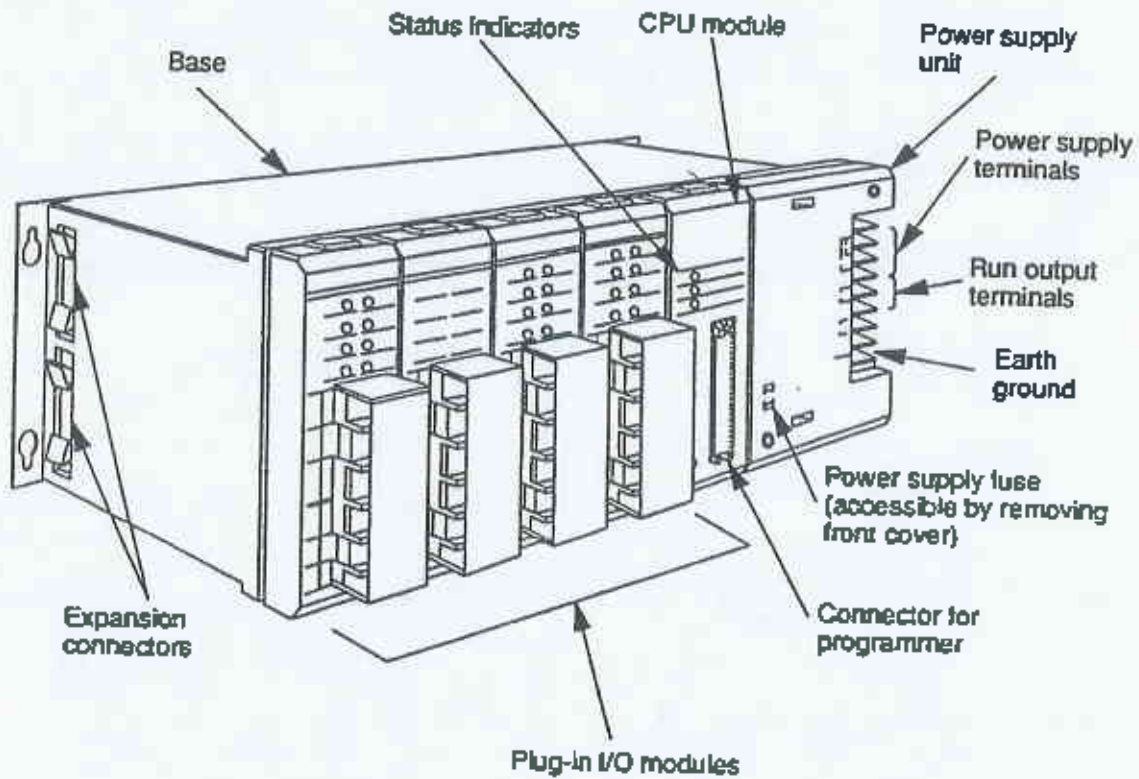 Status indicators
CPU module
Power supply
unit
Base
Power supply
terminals
Run output
terminals
Earth
ground
Power supply fuse
(accessible by removing
front cover)
Expansion
connectors
Connector for
programmer
Plug-in I/O modules